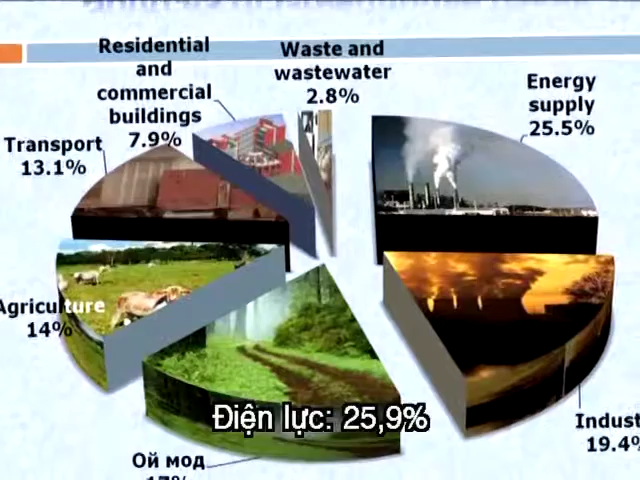 Residential
and
commercial
buildings
7.9%
Waste and
wastewater
2.8%
Energy
supply
25.5%
Transport
13.1%
Agriculture
14%
Điện lực: 25,9%
Indust
19.4%
Ой мод
17%